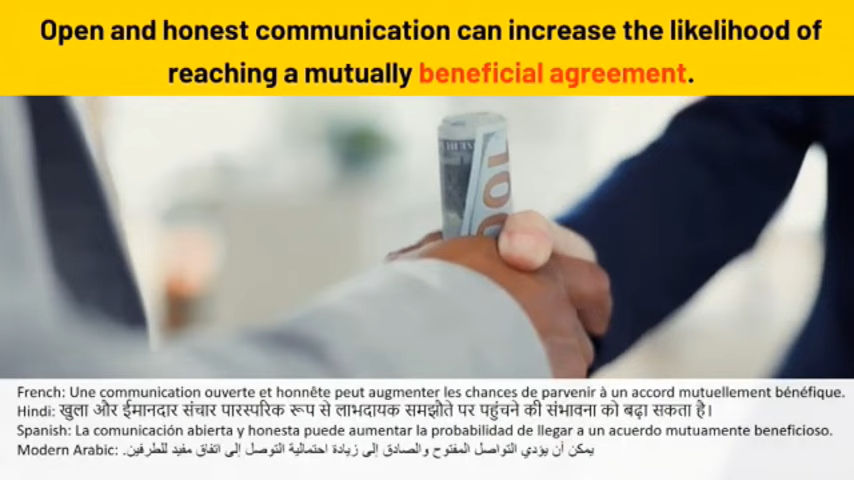 Open and honest communication can increase the likelihood of
reaching a mutually beneficial agreement.
100
French: Une communication ouverte et honnête peut augmenter les chances de parvenir à un accord mutuellement bénéfique.
Hindi: खुला और ईमानदार संचार पारस्परिक रूप से लाभदायक समझौते पर पहुंचने की संभावना को बढ़ा सकता है।
Spanish: La comunicación abierta y honesta puede aumentar la probabilidad de llegar a un acuerdo mutuamente beneficioso.
Modern Arabic: يمكن أن يؤدي التواصل المفتوح والصادق إلى زيادة احتمالية التوصل إلى اتفاق مفيد للطرفين.